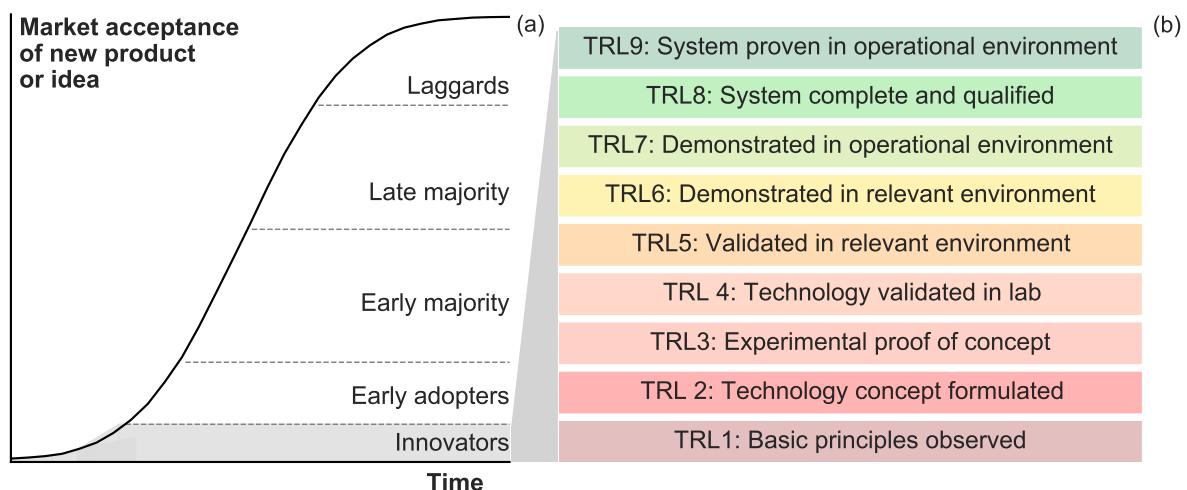 Market acceptance
of new product
or idea
(a)
Laggards
Late majority
Early majority
Early adopters
Innovators
Time
(b)
TRL9: System proven in operational environment
TRL8: System complete and qualified
TRL7: Demonstrated in operational environment
TRL6: Demonstrated in relevant environment
TRL5: Validated in relevant environment
TRL 4: Technology validated in lab
TRL3: Experimental proof of concept
TRL 2: Technology concept formulated
TRL1: Basic principles observed